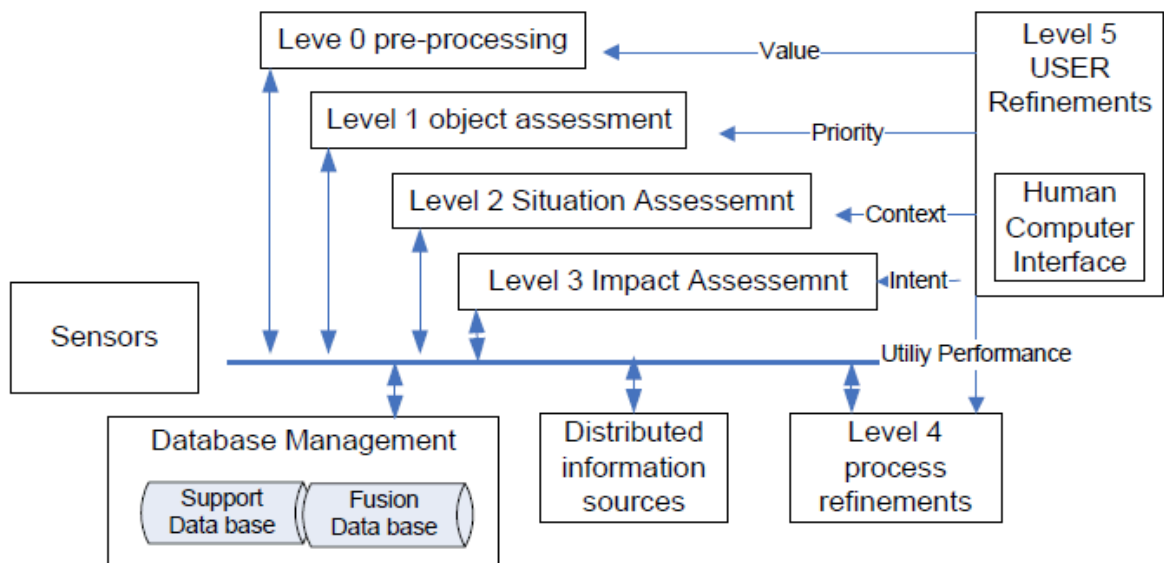 Leve 0 pre-processing
Value
Level 5
USER
Refinements
Level 1 object assessment
Priority
Level 2 Situation Assessemnt
Context
Human
Computer
Interface
Level 3 Impact Assessemnt
Intent
Sensors
Utiliy Performance
Database Management
Support
Data base
Fusion
Data base
Distributed
information
sources
Level 4
process
refinements